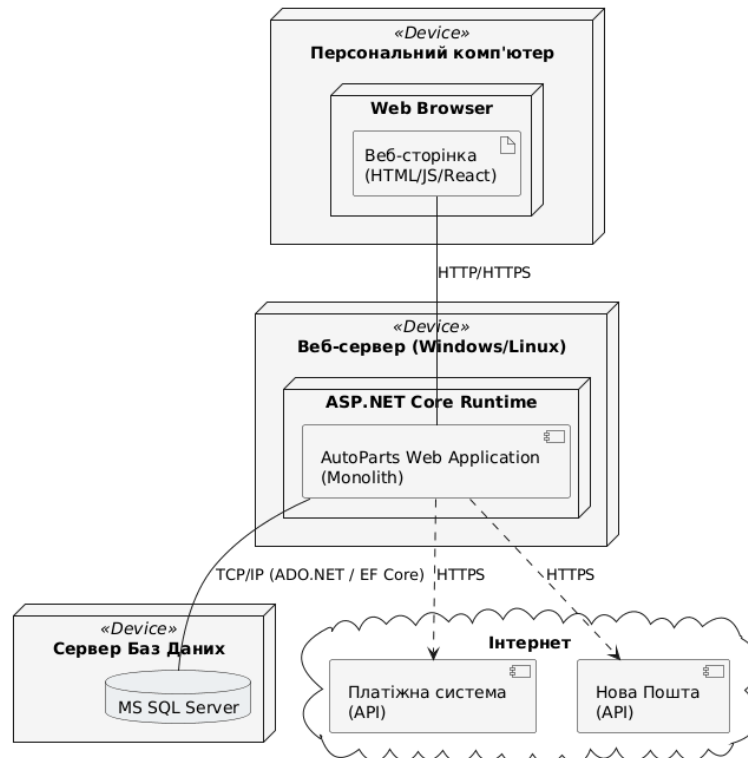 «Device»
Персональний комп'ютер
Web Browser
Веб-сторінка
(HTML/JS/React)
HTTP/HTTPS
«Device»
Веб-сервер (Windows/Linux)
ASP.NET Core Runtime
AutoParts Web Application
(Monolith)
TCP/IP (ADO.NET / EF Core)
HTTPS
HTTPS
«Device»
Сервер Баз Даних
MS SQL Server
Інтернет
Платіжна система
(API)
Нова Пошта
(API)